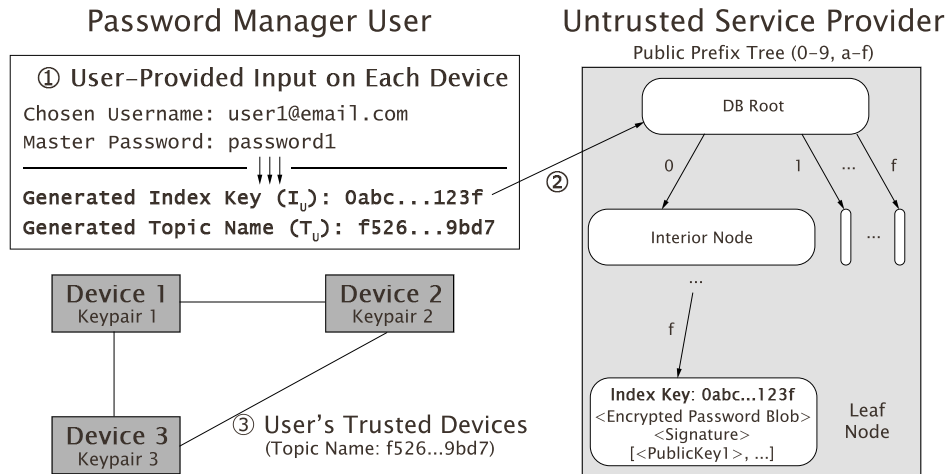 Password Manager User
① User-Provided Input on Each Device
Chosen Username: user1@email.com
Master Password: password1
Generated Index Key (I_U): 0abc...123f
Generated Topic Name (T_U): f526...9bd7
②
Device 1
Keypair 1
Device 2
Keypair 2
Device 3
Keypair 3
③ User's Trusted Devices
(Topic Name: f526...9bd7)
Untrusted Service Provider
Public Prefix Tree (0-9, a-f)
DB Root
0
1
...
f
Interior Node
...
...
f
Index Key: 0abc...123f
<Encrypted Password Blob>
<Signature>
[<PublicKey1>, ...]
Leaf
Node